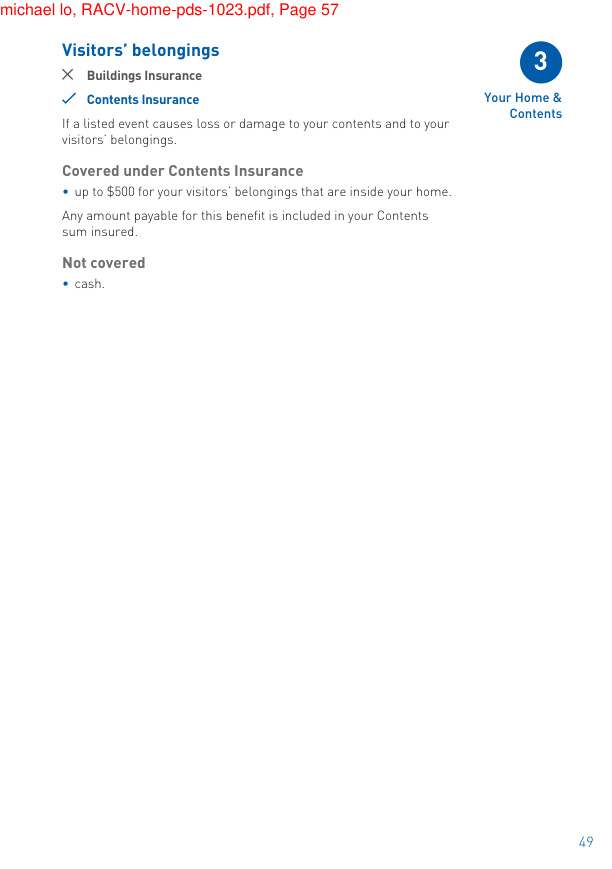 michael lo, RACV-home-pds-1023.pdf, Page 57
Visitors’ belongings
Buildings Insurance
Contents Insurance
If a listed event causes loss or damage to your contents and to your
visitors’ belongings.
Covered under Contents Insurance
• up to $500 for your visitors’ belongings that are inside your home.
Any amount payable for this benefit is included in your Contents
sum insured.
Not covered
• cash.
3
Your Home &
Contents
49